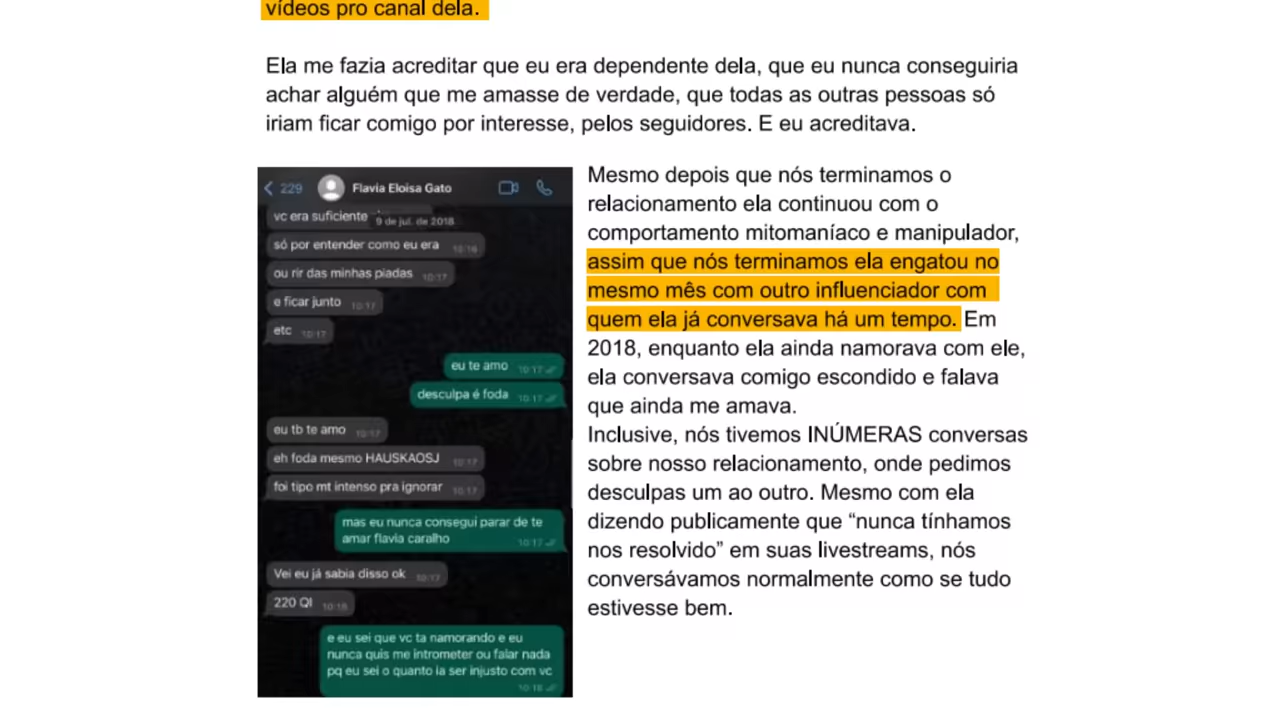 vídeos pro canal dela.
Ela me fazia acreditar que eu era dependente dela, que eu nunca conseguiria
achar alguém que me amasse de verdade, que todas as outras pessoas só
iriam ficar comigo por interesse, pelos seguidores. E eu acreditava.
229 Flavia Eloisa Gato
vc era suficiente
9 de jul. de 2018
só por entender como eu era 10:16
ou rir das minhas piadas 10:17
e ficar junto 10:17
etc 10:17
eu te amo 10:17
desculpa é foda 10:17
eu tb te amo 10:17
eh foda mesmo HAUSKAOSJ 10:17
foi tipo mt intenso pra ignorar 10:17
mas eu nunca consegui parar de te
amar flavia caralho 10:17
Vei eu já sabia disso ok 10:17
220 QI 10:18
e eu sei que vc ta namorando e eu
nunca quis me intrometer ou falar nada
pq eu sei o quanto ia ser injusto com vc
10:18
Mesmo depois que nós terminamos o
relacionamento ela continuou com o
comportamento mitomaníaco e manipulador,
assim que nós terminamos ela engatou no
mesmo mês com outro influenciador com
quem ela já conversava há um tempo. Em
2018, enquanto ela ainda namorava com ele,
ela conversava comigo escondido e falava
que ainda me amava.
Inclusive, nós tivemos INÚMERAS conversas
sobre nosso relacionamento, onde pedimos
desculpas um ao outro. Mesmo com ela
dizendo publicamente que “nunca tínhamos
nos resolvido” em suas livestreams, nós
conversávamos normalmente como se tudo
estivesse bem.